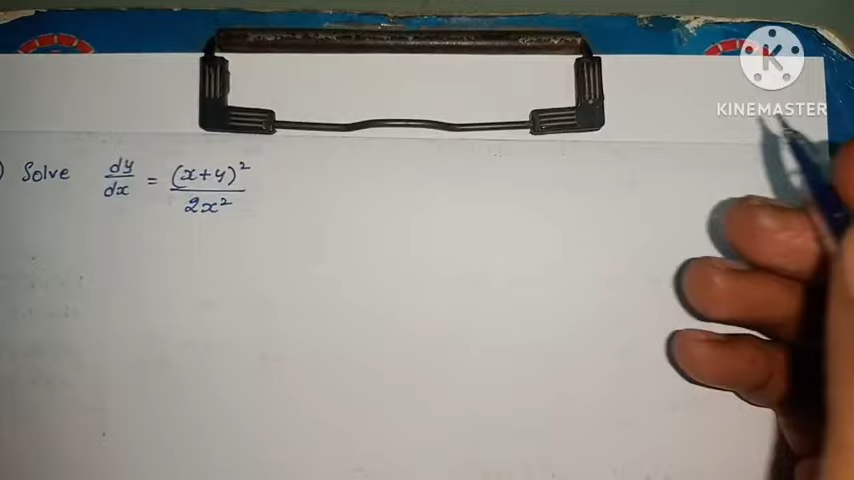 ) Solve dy/dx = (x+y)²/2x²
KINEMASTER